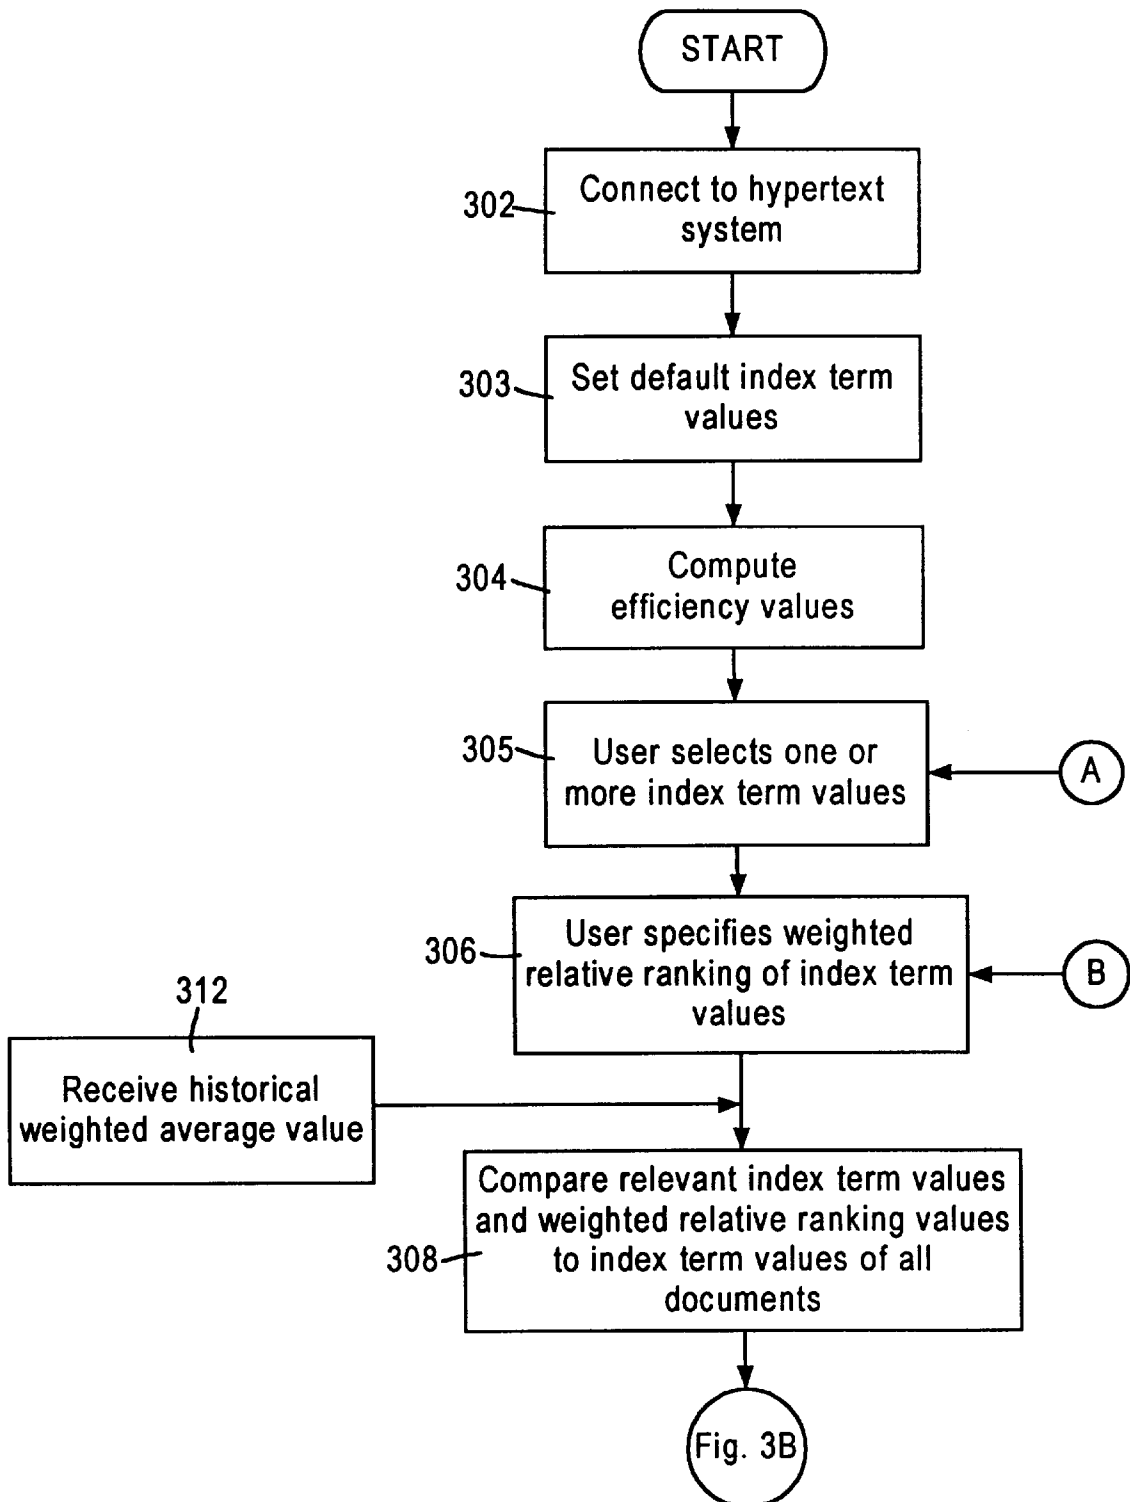 START
302
Connect to hypertext
system
303
Set default index term
values
304
Compute
efficiency values
305
User selects one or
more index term values
A
306
User specifies weighted
relative ranking of index term
values
B
312
Receive historical
weighted average value
308
Compare relevant index term values
and weighted relative ranking values
to index term values of all
documents
Fig. 3B